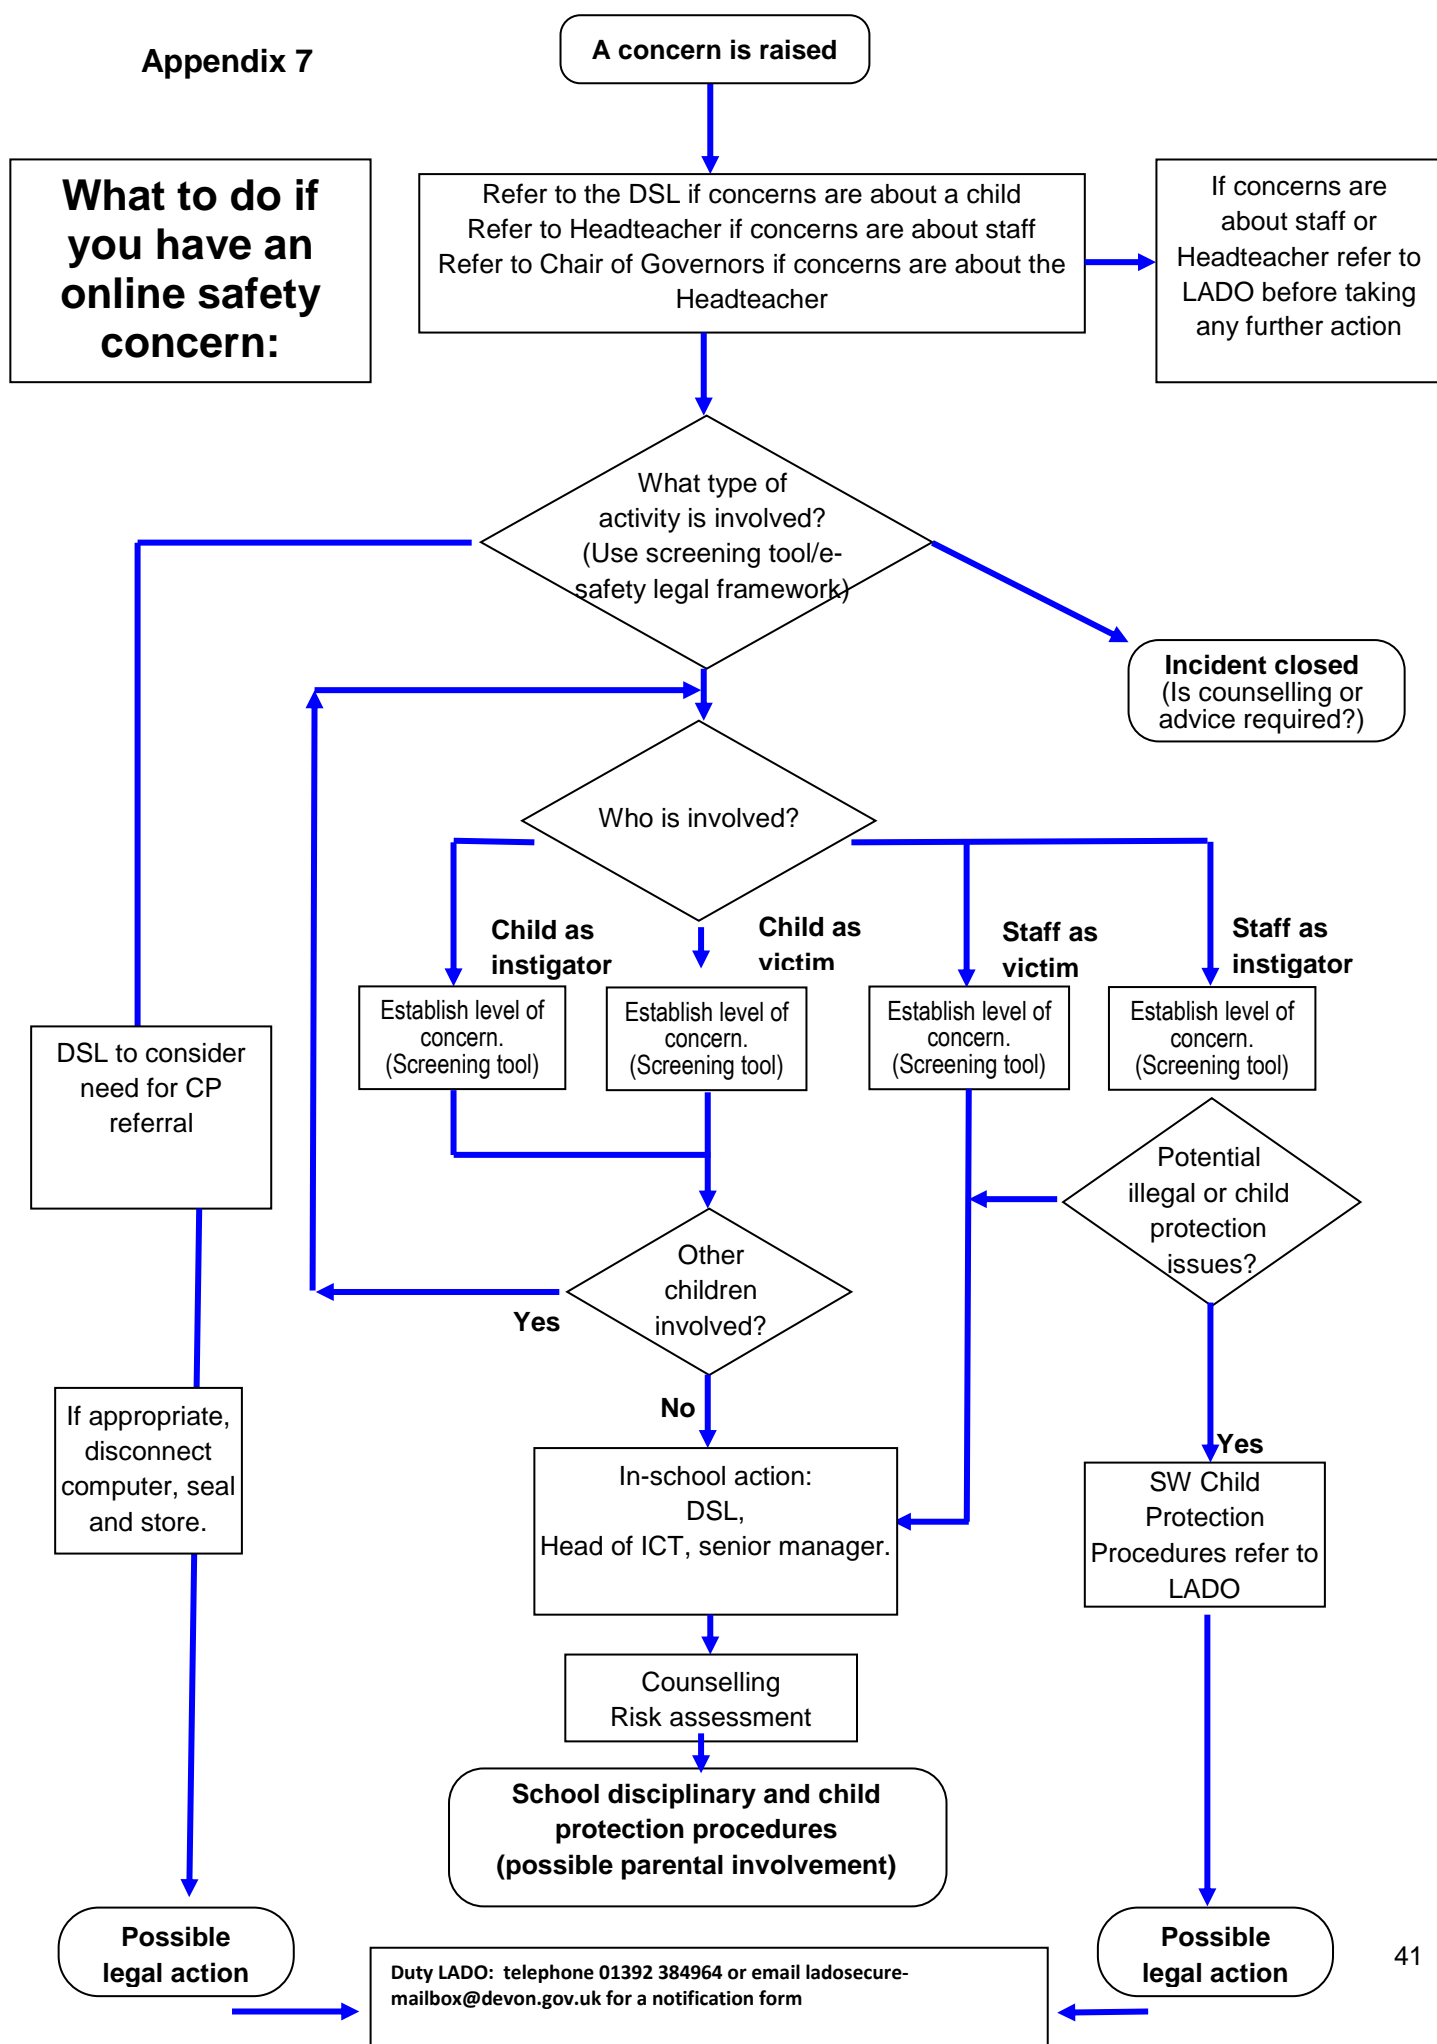 Appendix 7
A concern is raised
What to do if
you have an
online safety
concern:
Refer to the DSL if concerns are about a child
Refer to Headteacher if concerns are about staff
Refer to Chair of Governors if concerns are about the
Headteacher
If concerns are
about staff or
Headteacher refer to
LADO before taking
any further action
What type of
activity is involved?
(Use screening tool/e-
safety legal framework)
Incident closed
(Is counselling or
advice required?)
Who is involved?
Child as
instigator
Child as
victim
Staff as
victim
Staff as
instigator
Establish level of
concern.
(Screening tool)
Establish level of
concern.
(Screening tool)
Establish level of
concern.
(Screening tool)
Establish level of
concern.
(Screening tool)
DSL to consider
need for CP
referral
Potential
illegal or child
protection
issues?
Other
children
involved?
Yes
No
Yes
If appropriate,
disconnect
computer, seal
and store.
In-school action:
DSL,
Head of ICT, senior manager.
SW Child
Protection
Procedures refer to
LADO
Counselling
Risk assessment
School disciplinary and child
protection procedures
(possible parental involvement)
Possible
legal action
Possible
legal action
Duty LADO: telephone 01392 384964 or email ladosecure-
mailbox@devon.gov.uk for a notification form
41